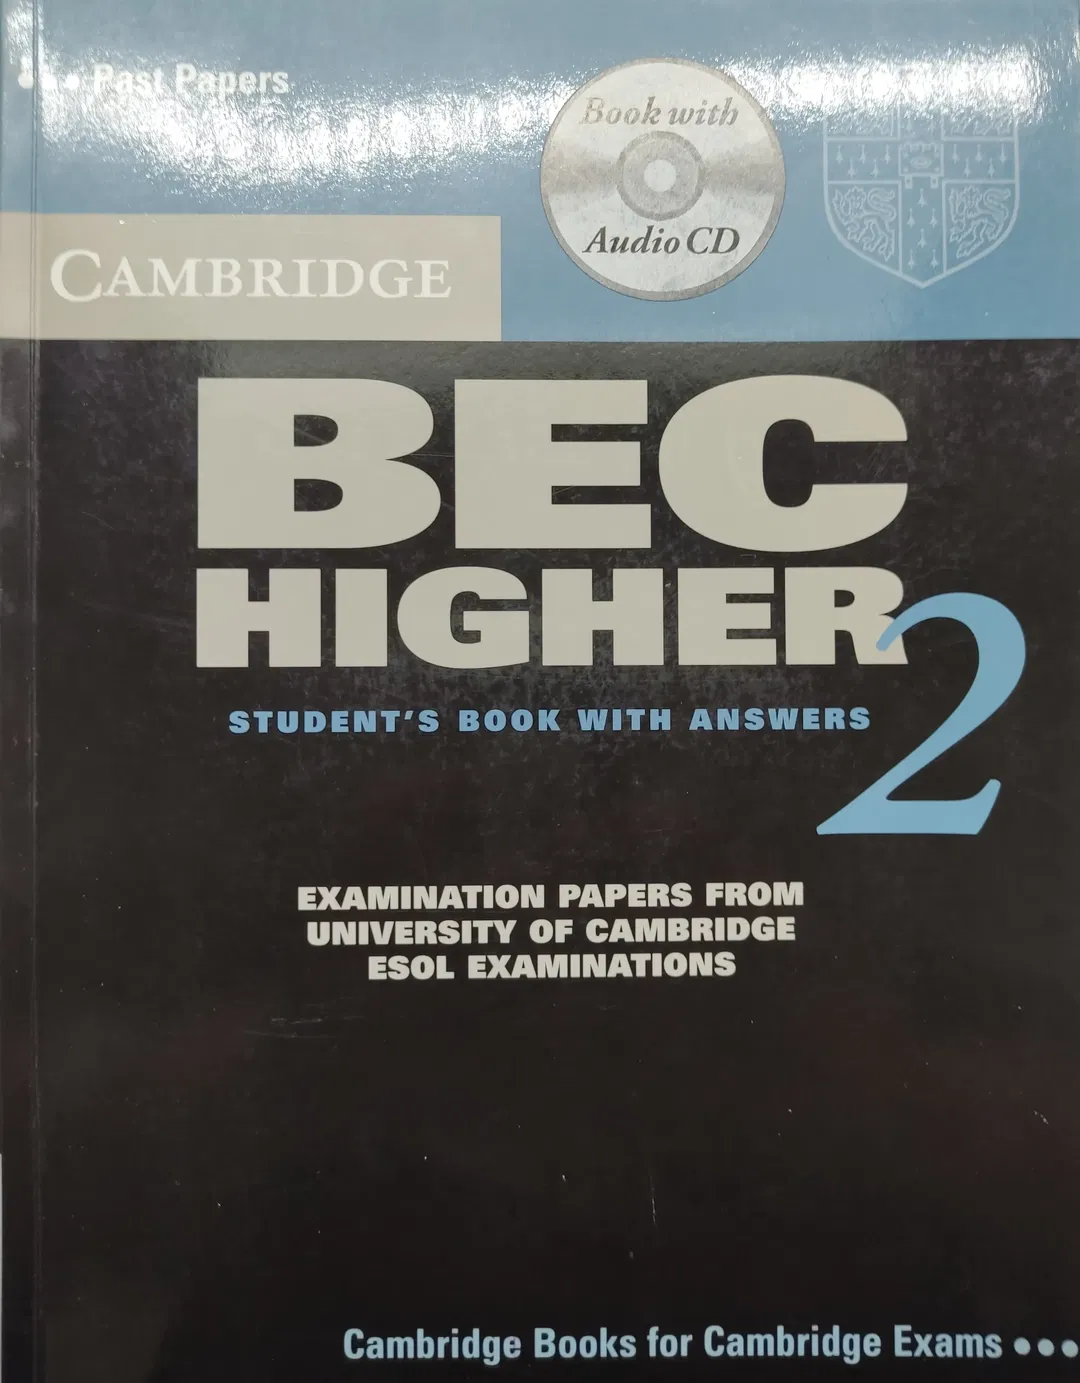 ••• Past Papers
Book with
Audio CD
CAMBRIDGE
BEC
HIGHER
2
STUDENT'S BOOK WITH ANSWERS
EXAMINATION PAPERS FROM
UNIVERSITY OF CAMBRIDGE
ESOL EXAMINATIONS
Cambridge Books for Cambridge Exams •••